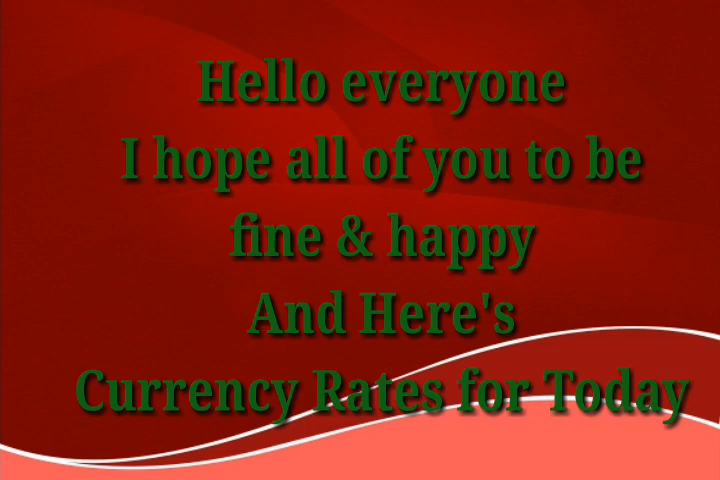 Hello everyone
I hope all of you to be
fine & happy
And Here's
Currency Rates for Today